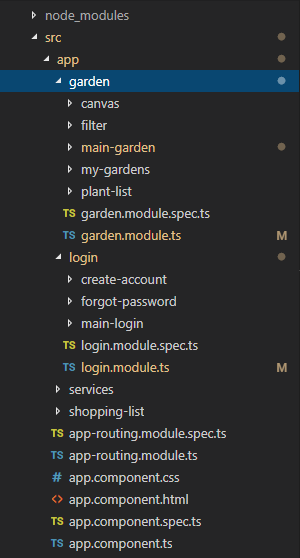 node_modules
src
app
garden
canvas
filter
main-garden
my-gardens
plant-list
TS garden.module.spec.ts
TS garden.module.ts M
login
create-account
forgot-password
main-login
TS login.module.spec.ts
TS login.module.ts M
services
shopping-list
TS app-routing.module.spec.ts
TS app-routing.module.ts
# app.component.css
<> app.component.html
TS app.component.spec.ts
TS app.component.ts